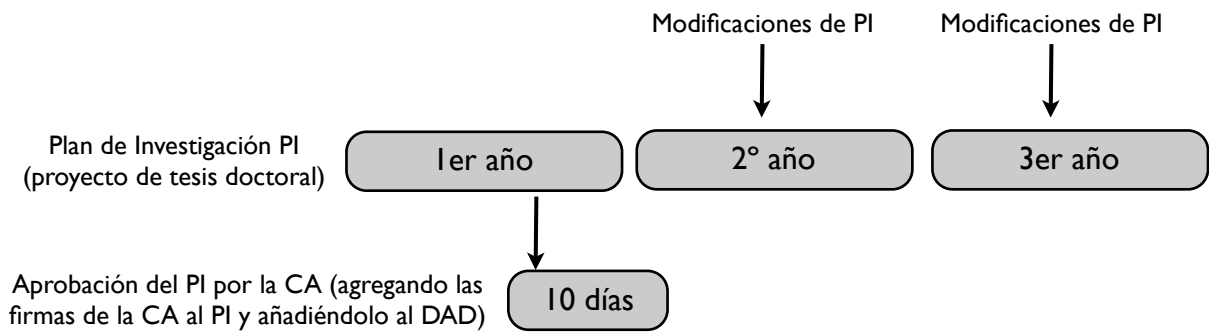 Modificaciones de PI
Modificaciones de PI
Plan de Investigación PI
(proyecto de tesis doctoral)
1er año
2º año
3er año
Aprobación del PI por la CA (agregando las
firmas de la CA al PI y añadiéndolo al DAD)
10 días